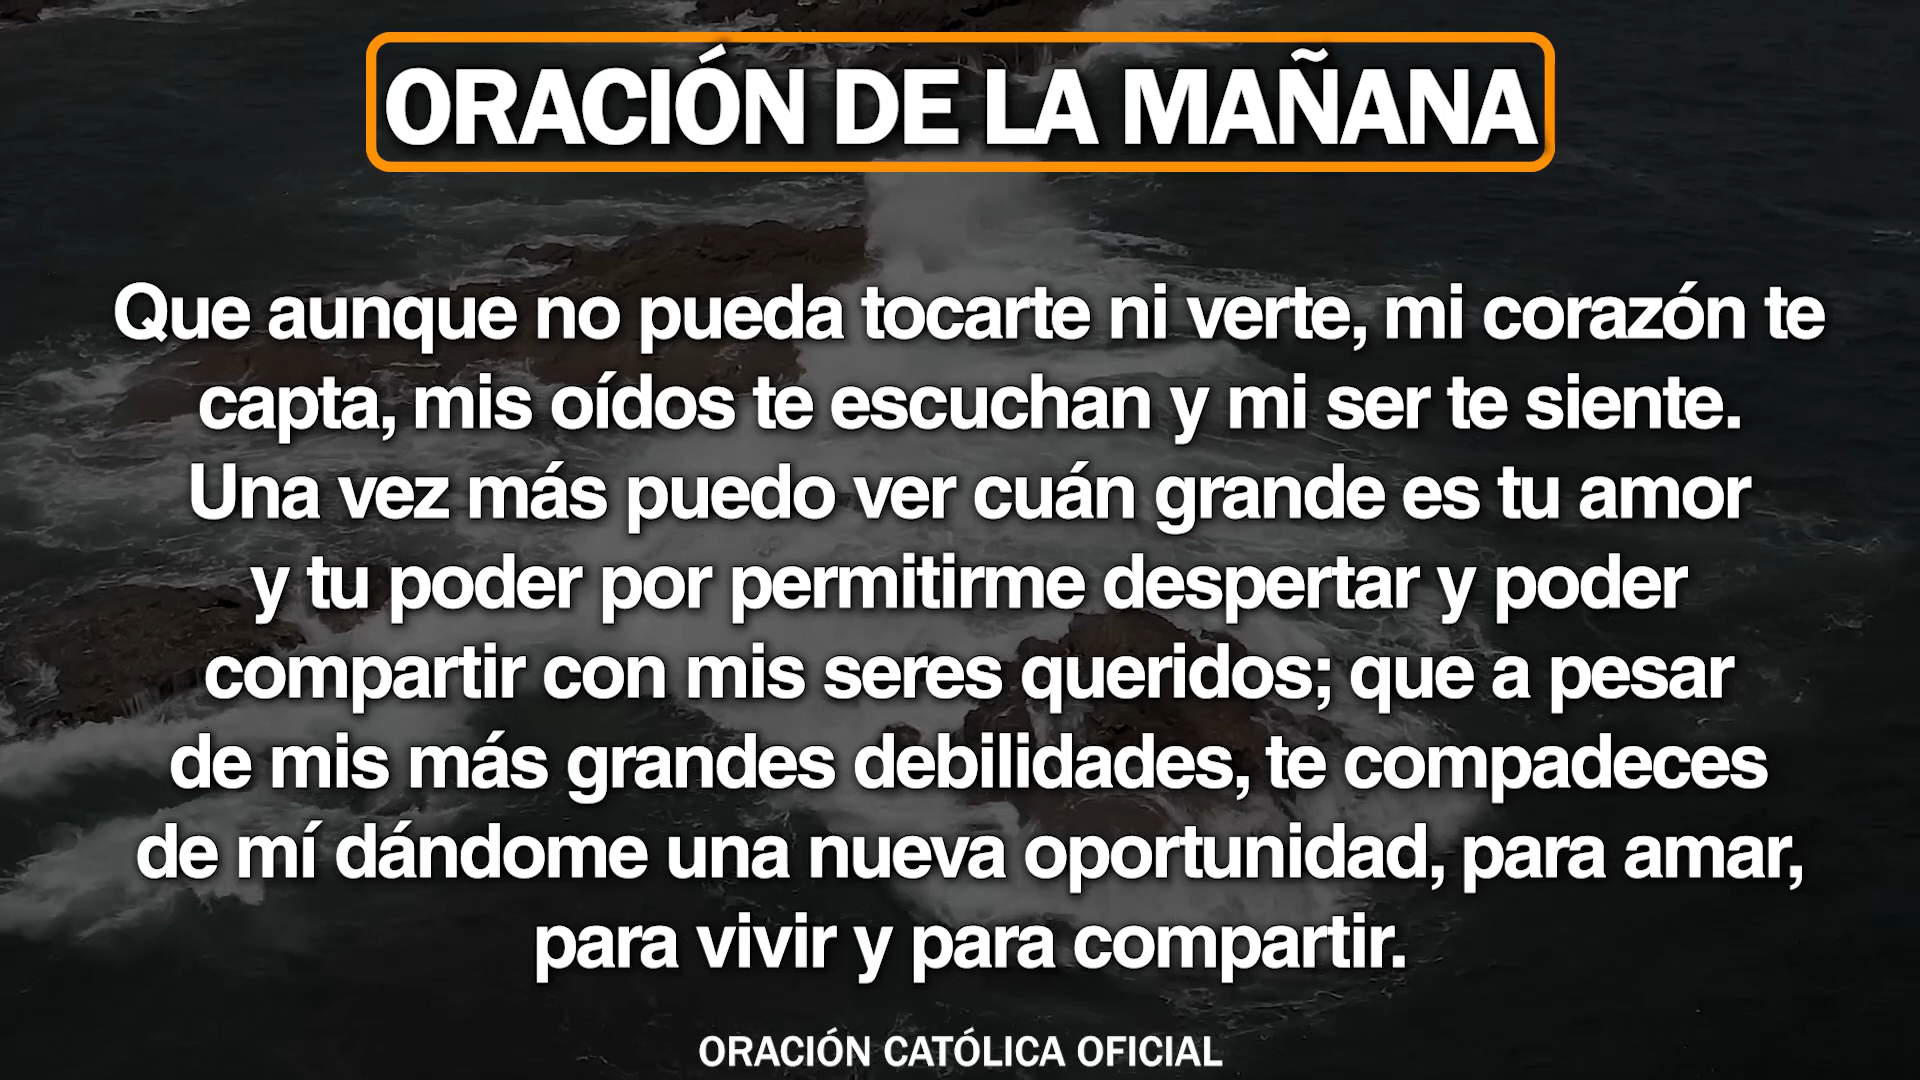 ORACIÓN DE LA MAÑANA
Que aunque no pueda tocarte ni verte, mi corazón te
capta, mis oídos te escuchan y mi ser te siente.
Una vez más puedo ver cuán grande es tu amor
y tu poder por permitirme despertar y poder
compartir con mis seres queridos; que a pesar
de mis más grandes debilidades, te compadeces
de mí dándome una nueva oportunidad, para amar,
para vivir y para compartir.
ORACIÓN CATÓLICA OFICIAL